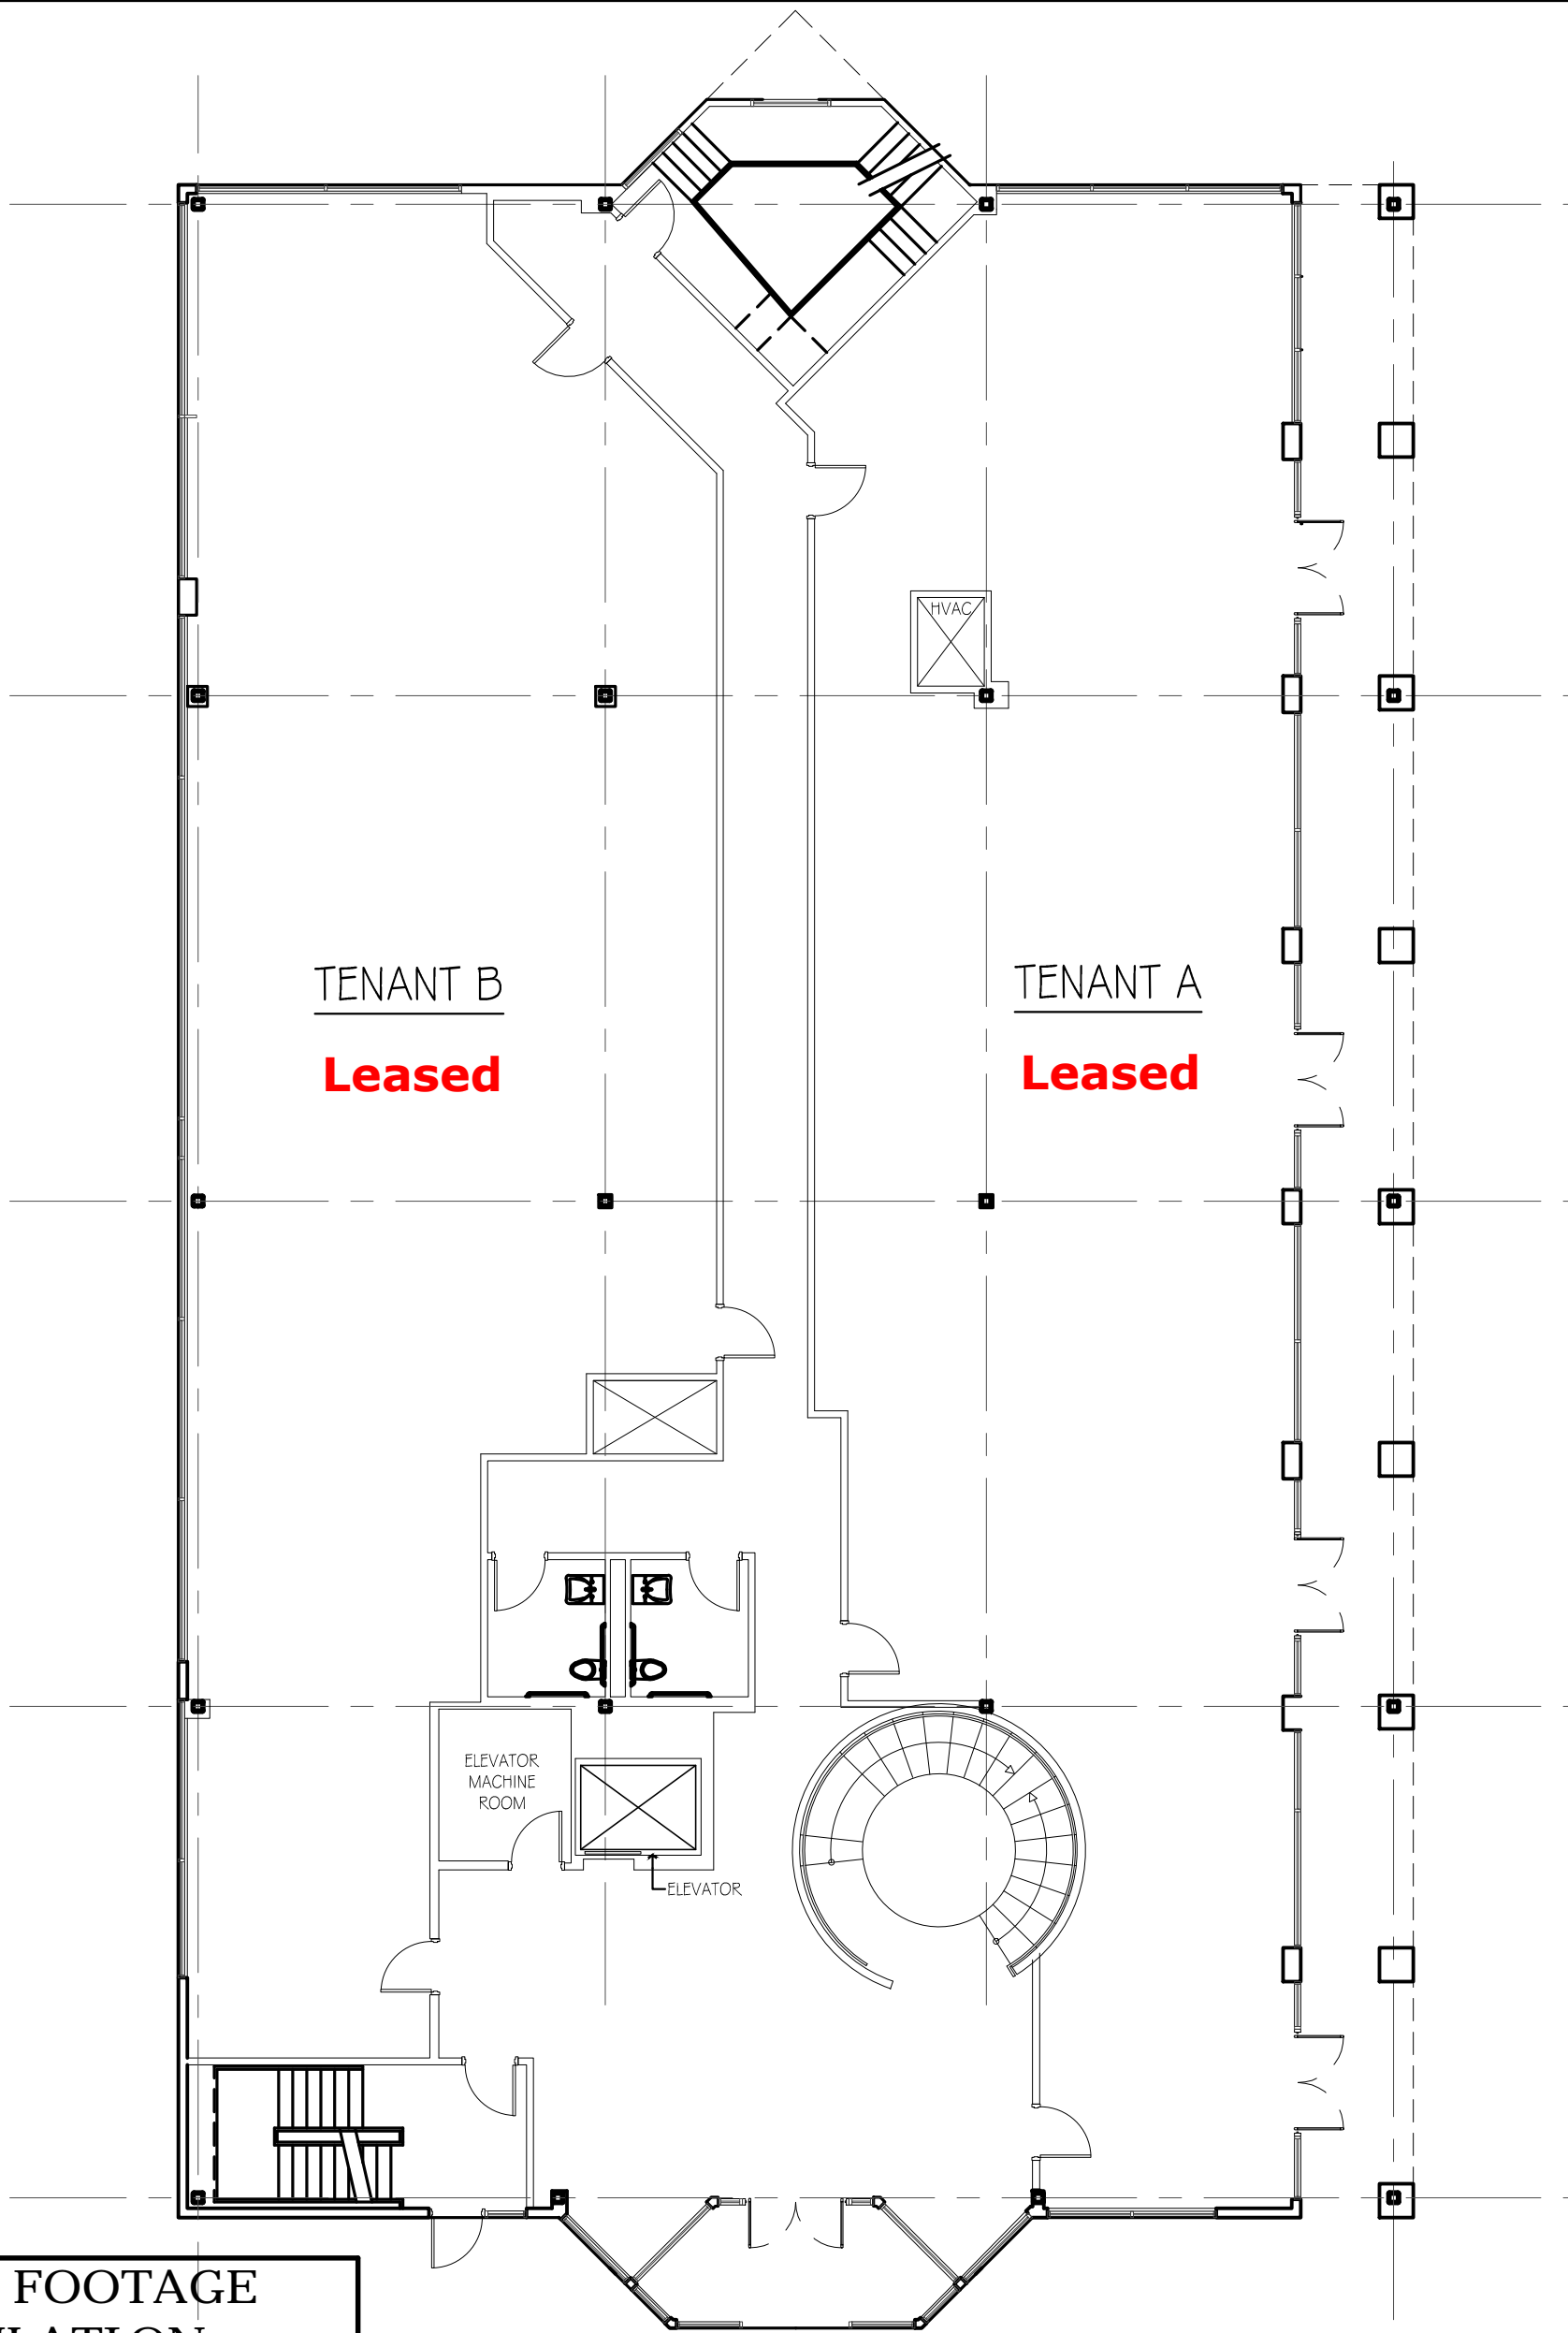 HVAC
TENANT B
Leased
TENANT A
Leased
ELEVATOR
MACHINE
ROOM
ELEVATOR
FOOTAGE